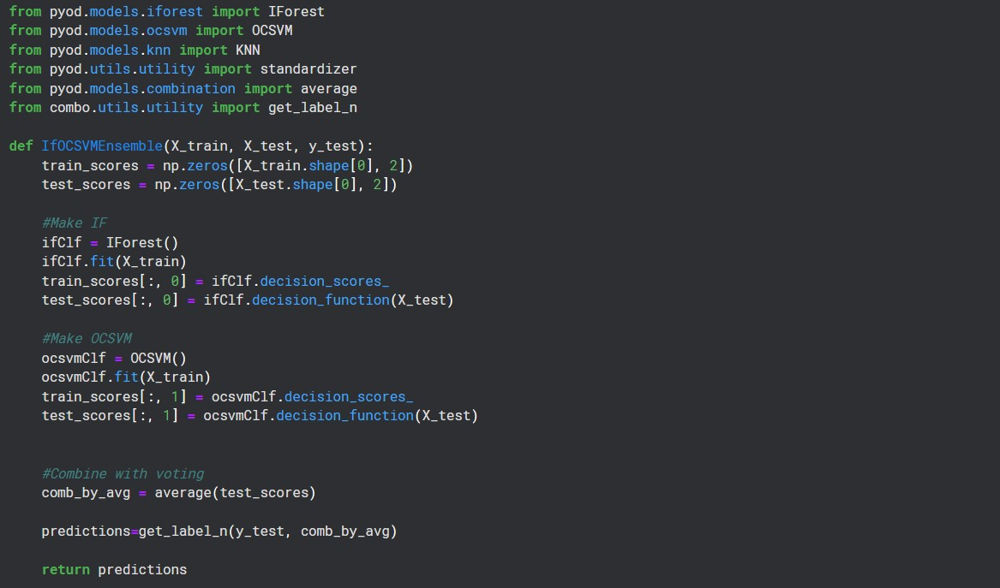 from pyod.models.iforest import IForest
from pyod.models.ocsvm import OCSVM
from pyod.models.knn import KNN
from pyod.utils.utility import standardizer
from pyod.models.combination import average
from combo.utils.utility import get_label_n

def IfOCSVMEnsemble(X_train, X_test, y_test):
    train_scores = np.zeros([X_train.shape[0], 2])
    test_scores = np.zeros([X_test.shape[0], 2])

    #Make IF
    ifClf = IForest()
    ifClf.fit(X_train)
    train_scores[:, 0] = ifClf.decision_scores_
    test_scores[:, 0] = ifClf.decision_function(X_test)

    #Make OCSVM
    ocsvmClf = OCSVM()
    ocsvmClf.fit(X_train)
    train_scores[:, 1] = ocsvmClf.decision_scores_
    test_scores[:, 1] = ocsvmClf.decision_function(X_test)


    #Combine with voting
    comb_by_avg = average(test_scores)

    predictions=get_label_n(y_test, comb_by_avg)

    return predictions